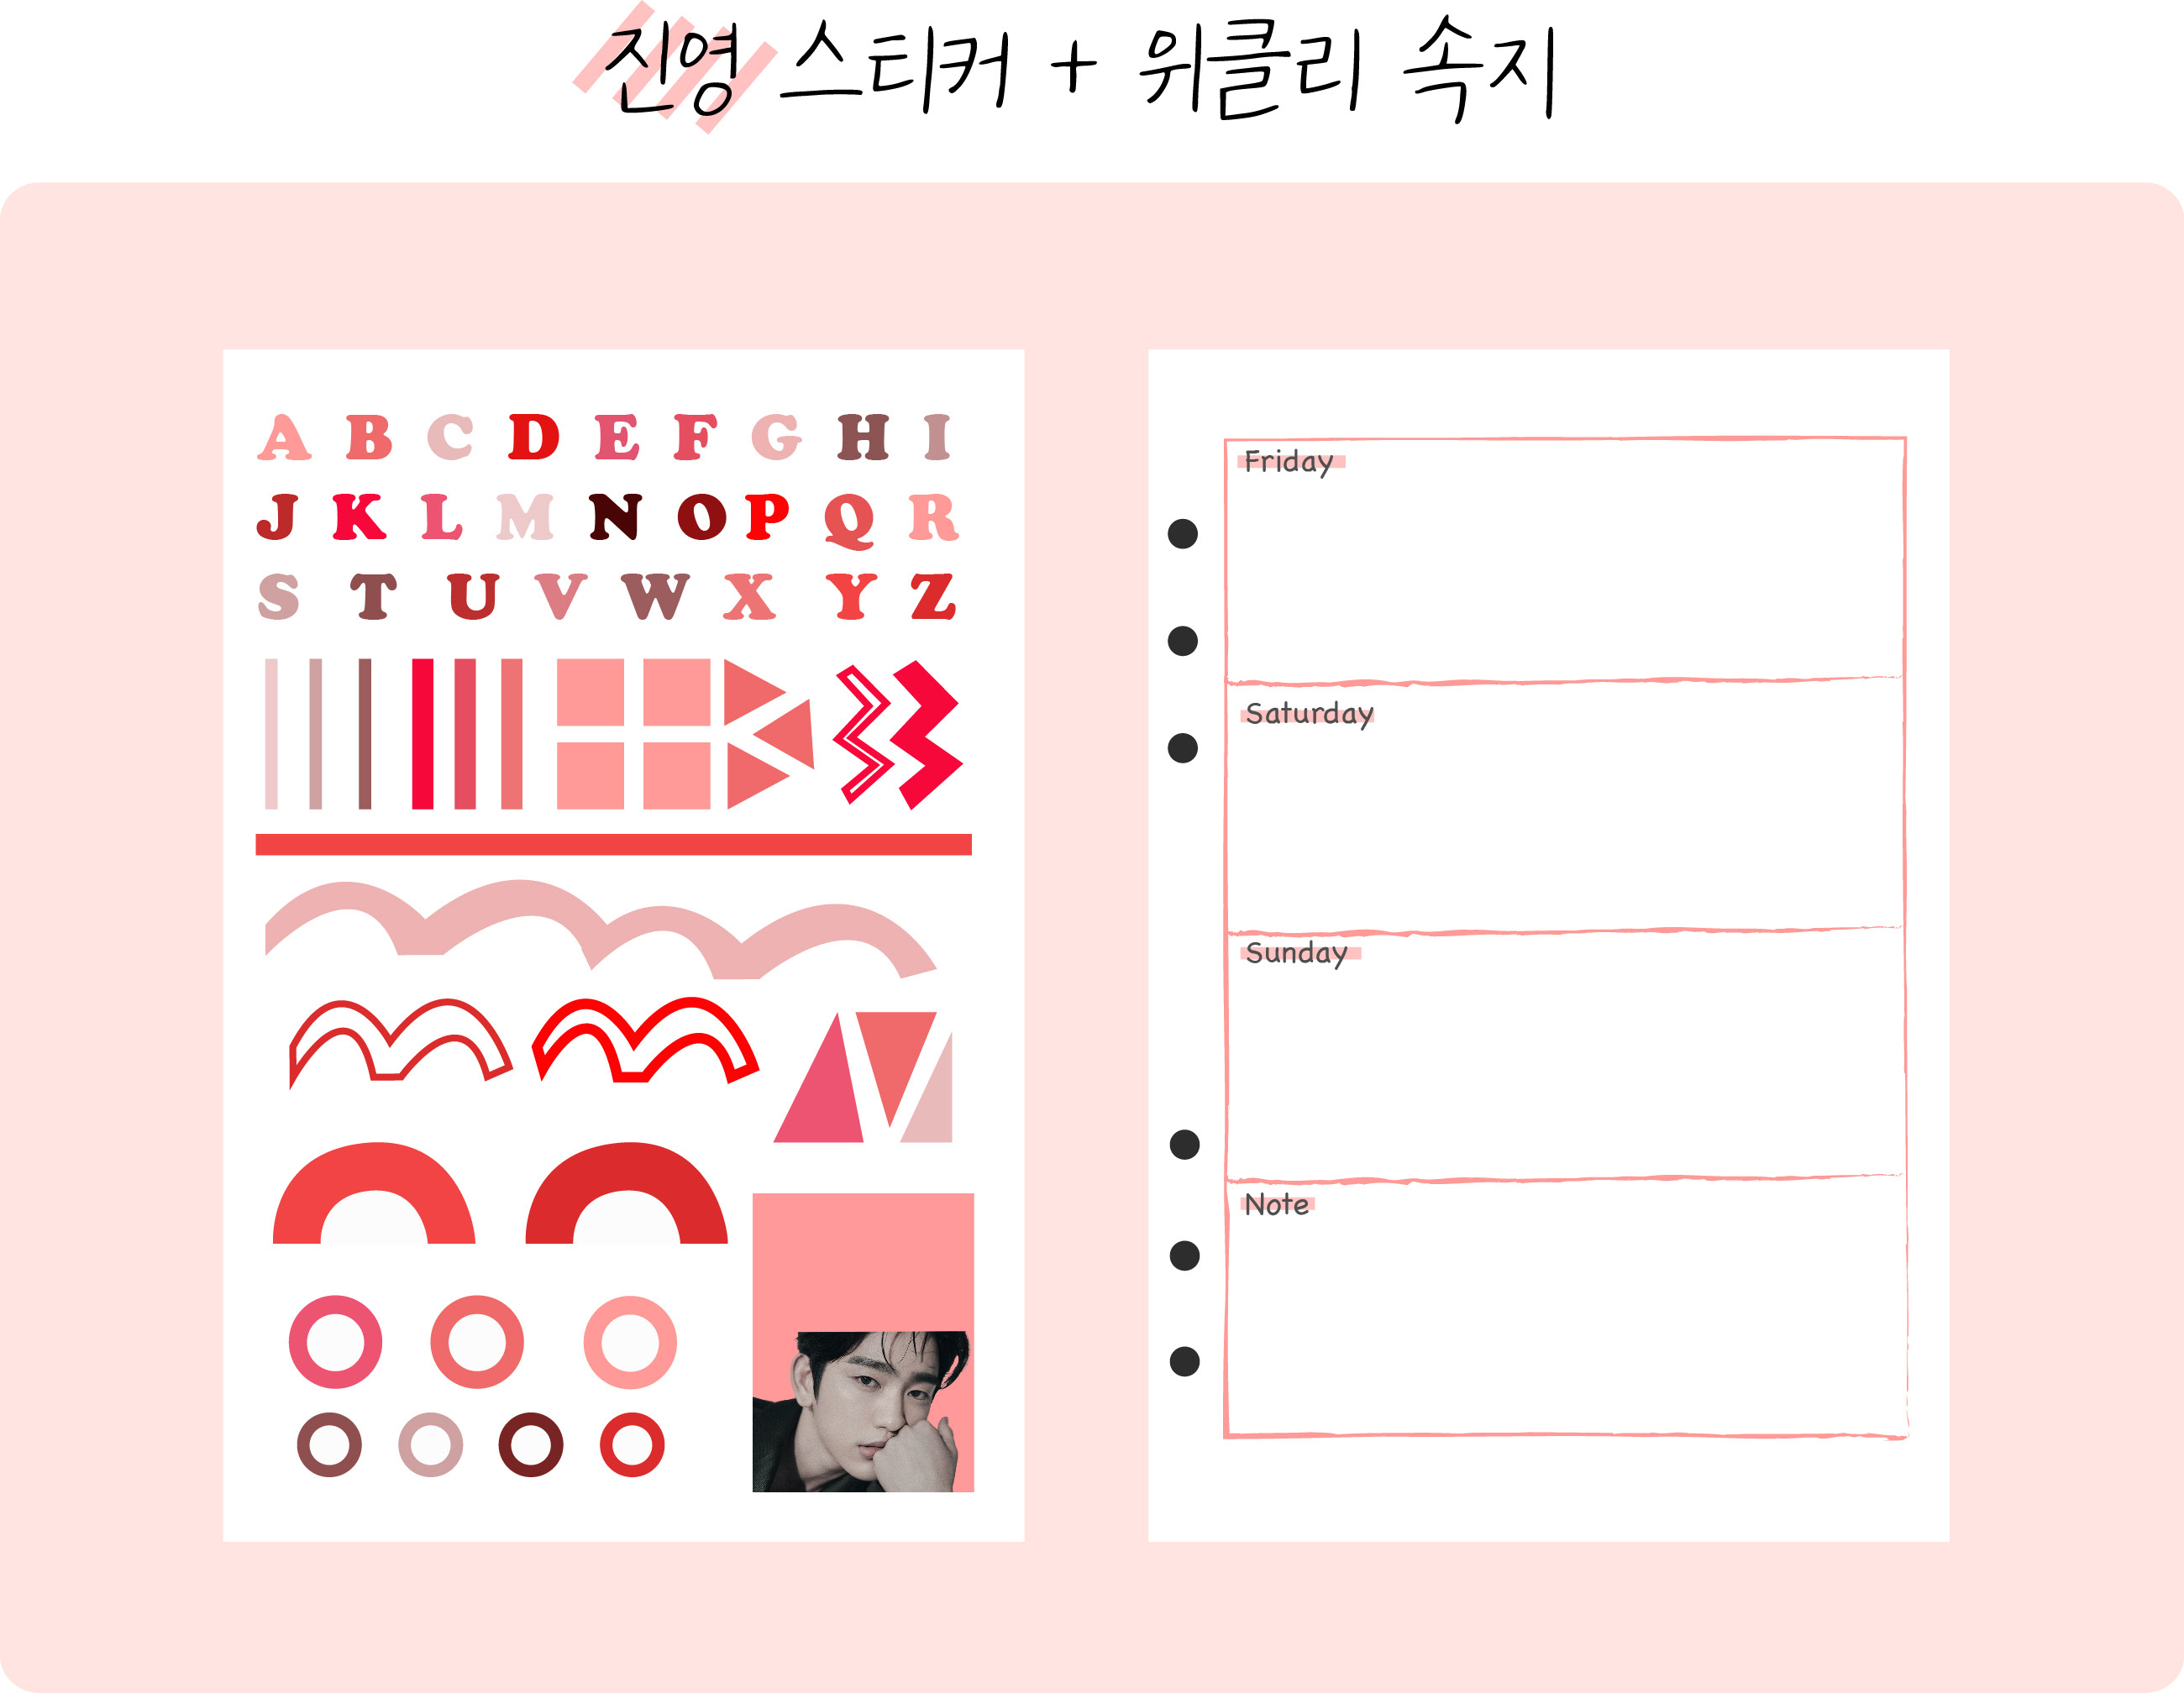 진영 스티커 + 위클리 속지
A B C D E F G H I
J K L M N O P Q R
S T U V W X Y Z
Friday
Saturday
Sunday
Note